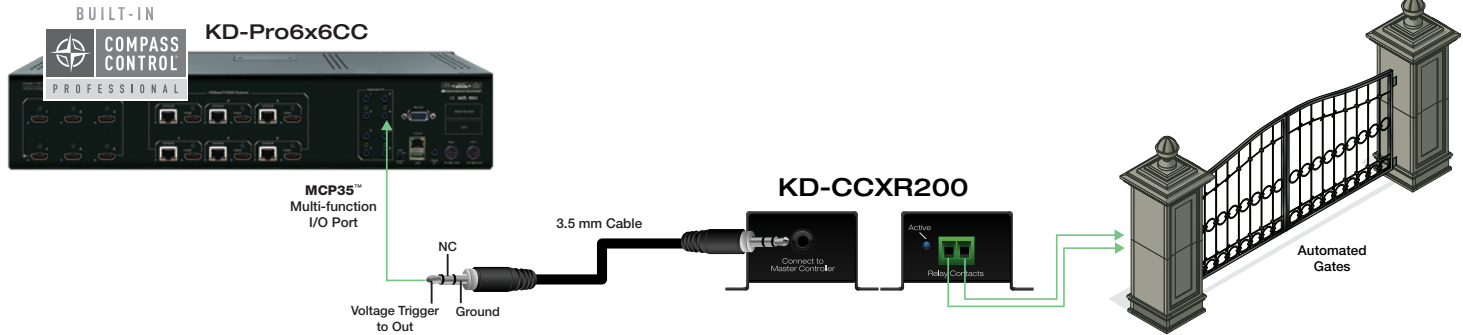 BUILT-IN
COMPASS
CONTROL
PROFESSIONAL
KD-Pro6x6CC
MCP35™
Multi-function
I/O Port
NC
Voltage Trigger
to Out
Ground
3.5 mm Cable
KD-CCXR200
Connect to
Master Controller
Active
Relay Contacts
Automated
Gates